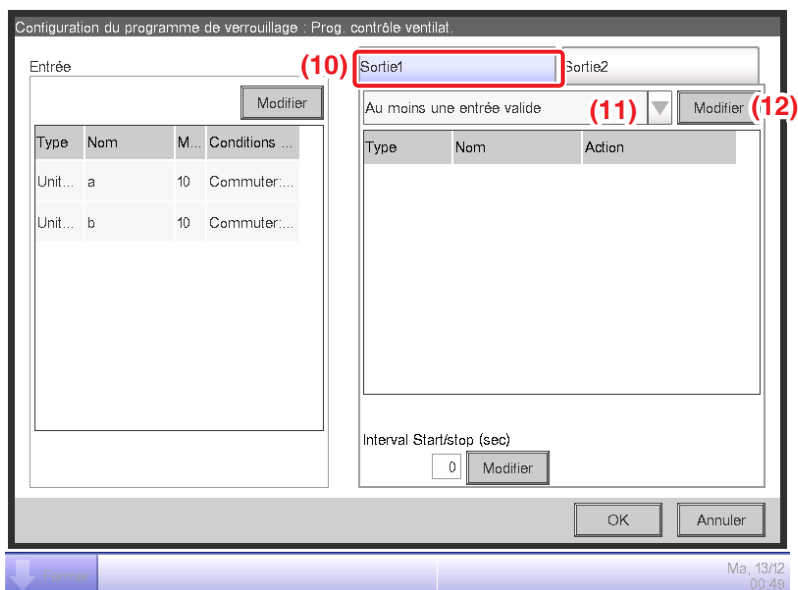 Configuration du programme de verrouillage : Prog. contrôle ventilat.
Entrée
Modifier
Type Nom M... Conditions ...
Unit... a 10 Commuter:...
Unit... b 10 Commuter:...
(10)
Sortie1
Sortie2
Au moins une entrée valide
(11)
Modifier
(12)
Type Nom Action
Interval Start/stop (sec)
0
Modifier
OK
Annuler
Fermer
Ma, 13/12
00:49